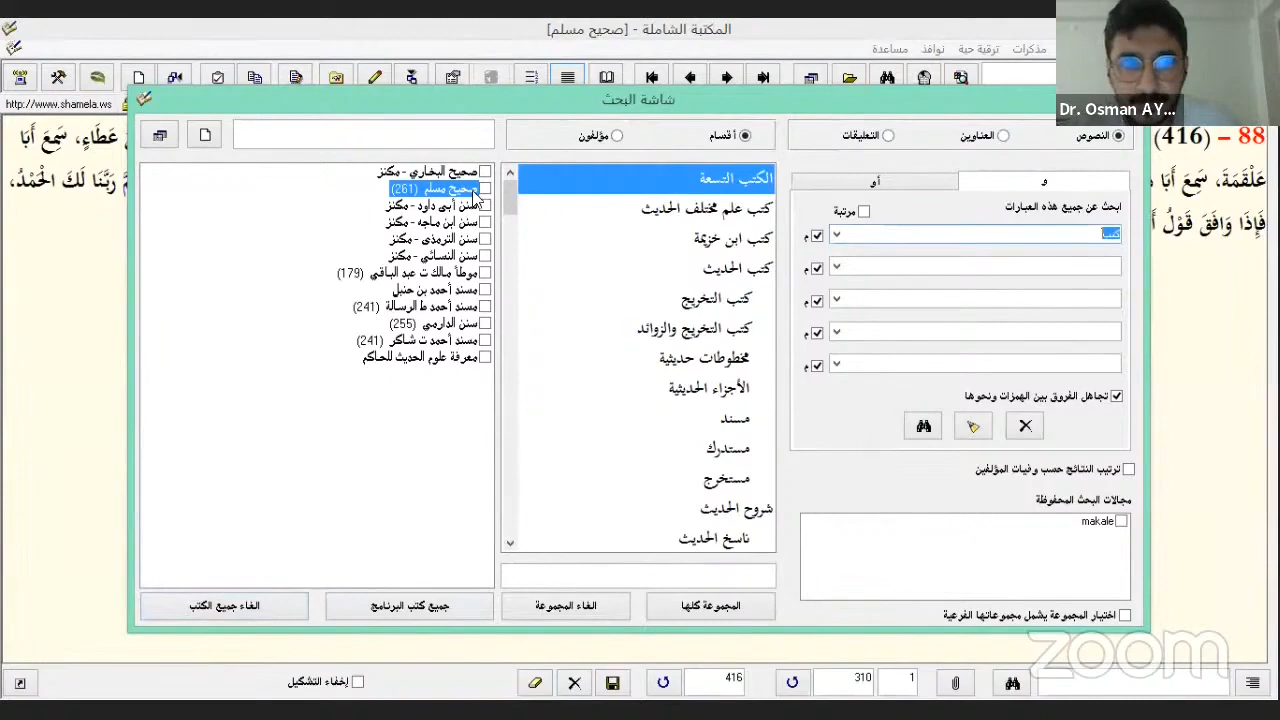 المكتبة الشاملة - [صحيح مسلم]
مذكرات ترقية حية نوافذ مساعدة
Dr. Osman AY...
http://www.shamela.ws
شاشة البحث
88 – (416)
عَطَاءٍ، سَمِعَ أَبَا
عَلْقَمَةَ، سَمِعَ أَبَا
رَبَّنَا لَكَ الْحَمْدُ،
فَإِذَا وَافَقَ قَوْلُ
النصوص
العناوين
التعليقات
أقسام
مؤلفون
و
أو
ابحث عن جميع هذه العبارات
مرتبة
كتب
م
م
م
م
م
تجاهل الفروق بين الهمزات ونحوها
ترتيب النتائج حسب وفيات المؤلفين
مجالات البحث المحفوظة
makale
اختيار المجموعة يشمل مجموعاتها الفرعية
الكتب التسعة
كتب علم مختلف الحديث
كتب ابن خزيمة
كتب الحديث
كتب التخريج
كتب التخريج والزوائد
مخطوطات حديثية
الأجزاء الحديثية
مسند
مستدرك
مستخرج
شروح الحديث
ناسخ الحديث
المجموعة كلها
الغاء المجموعة
صحيح البخاري - مكنز
صحيح مسلم (261)
سنن أبي داود - مكنز
سنن ابن ماجه - مكنز
سنن الترمذي - مكنز
سنن النسائي - مكنز
موطأ مالك ت عبد الباقي (179)
مسند أحمد بن حنبل
مسند أحمد ط الرسالة (241)
سنن الدارمي (255)
مسند أحمد ت شاكر (241)
معرفة علوم الحديث للحاكم
جميع كتب البرنامج
الغاء جميع الكتب
zoom
1
310
416
إخفاء التشكيل